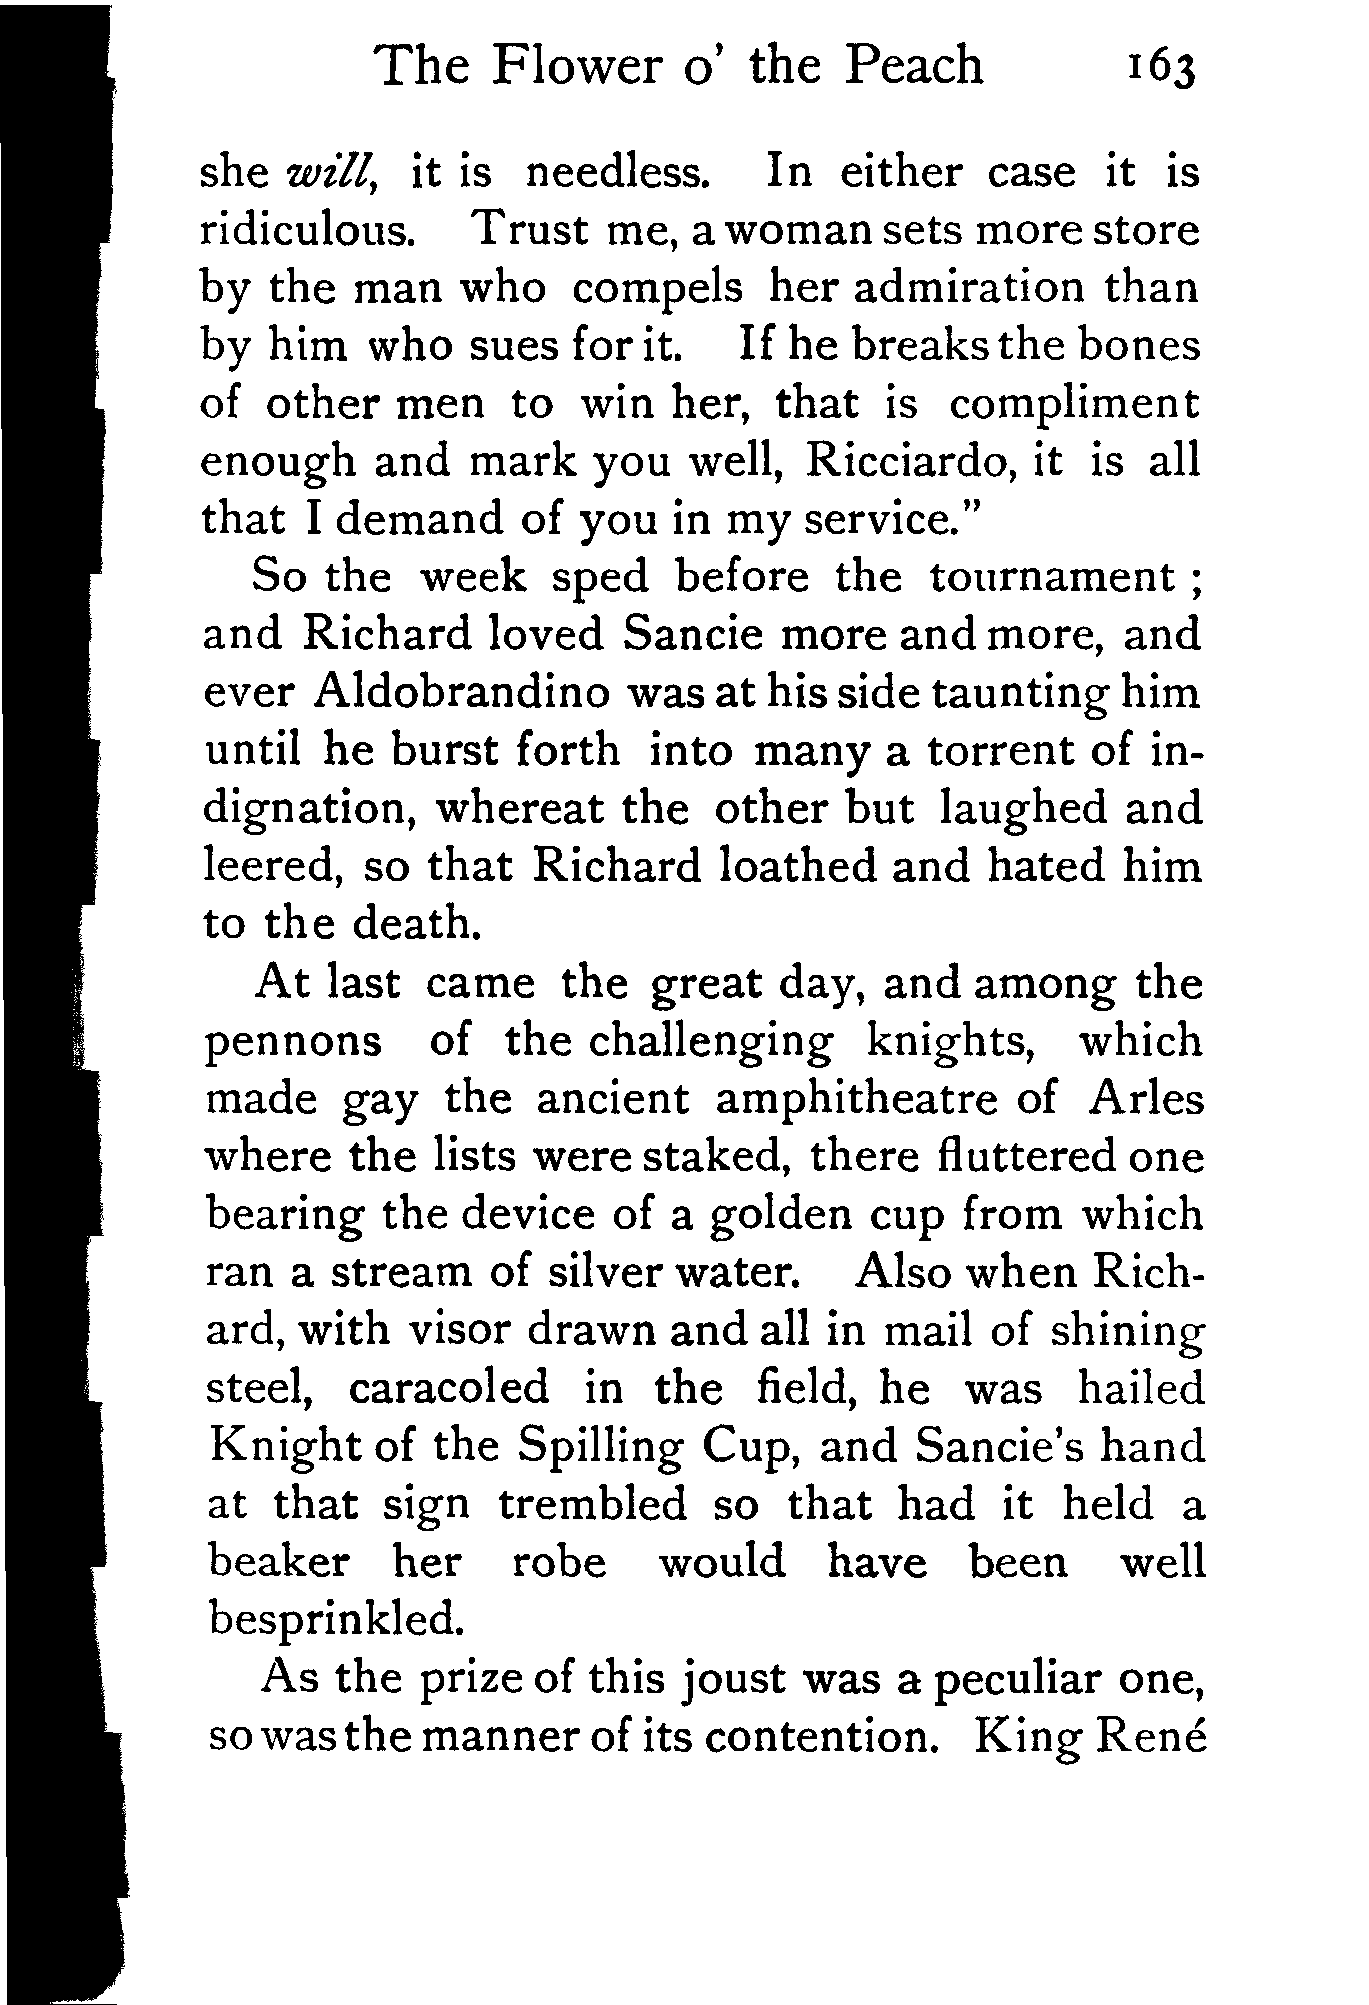 The Flower o' the Peach 163
she will, it is needless. In either case it is
ridiculous. Trust me, a woman sets more store
by the man who compels her admiration than
by him who sues for it. If he breaks the bones
of other men to win her, that is compliment
enough and mark you well, Ricciardo, it is all
that I demand of you in my service."
So the week sped before the tournament ;
and Richard loved Sancie more and more, and
ever Aldobrandino was at his side taunting him
until he burst forth into many a torrent of in-
dignation, whereat the other but laughed and
leered, so that Richard loathed and hated him
to the death.
At last came the great day, and among the
pennons of the challenging knights, which
made gay the ancient amphitheatre of Arles
where the lists were staked, there fluttered one
bearing the device of a golden cup from which
ran a stream of silver water. Also when Rich-
ard, with visor drawn and all in mail of shining
steel, caracoled in the field, he was hailed
Knight of the Spilling Cup, and Sancie's hand
at that sign trembled so that had it held a
beaker her robe would have been well
besprinkled.
As the prize of this joust was a peculiar one,
so was the manner of its contention. King René